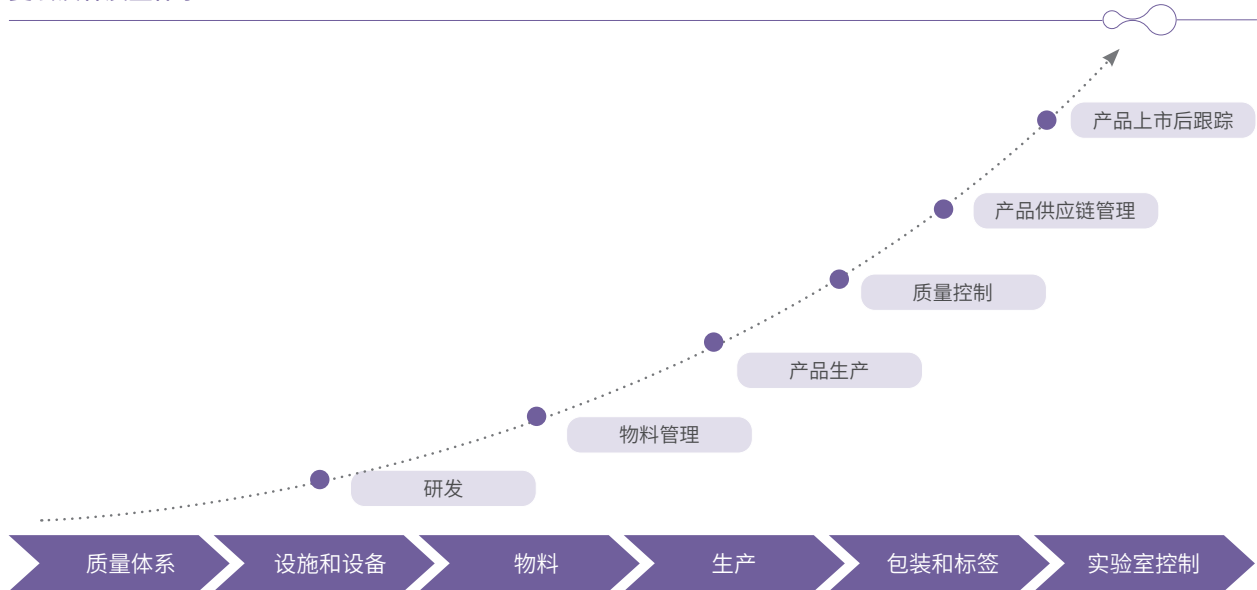 产品上市后跟踪
产品供应链管理
质量控制
产品生产
物料管理
研发
质量体系
设施和设备
物料
生产
包装和标签
实验室控制